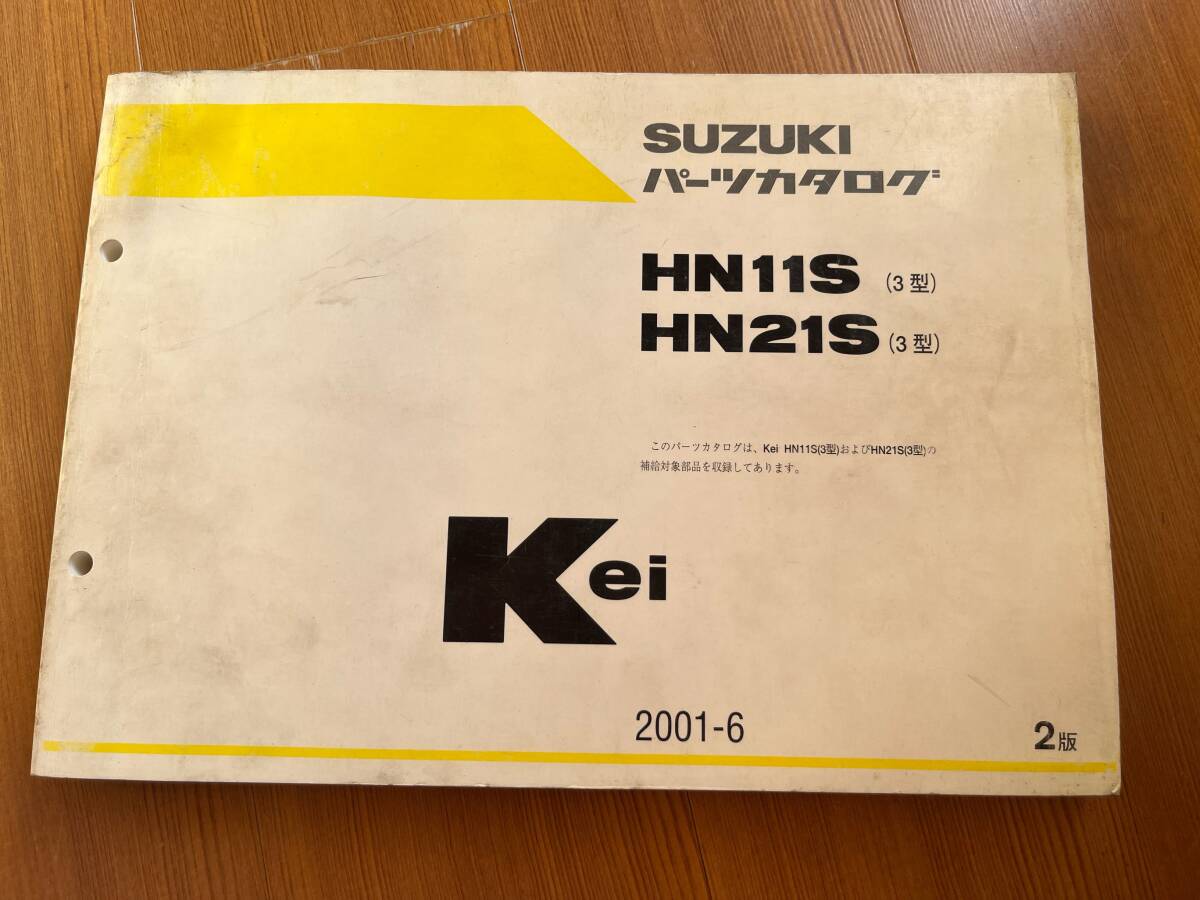 SUZUKI
パーツカタログ
HN11S (3型)
HN21S (3型)
このパーツカタログは、Kei HN11S(3型)およびHN21S(3型)の
補給対象部品を収録してあります。
Kei
2001-6
2版